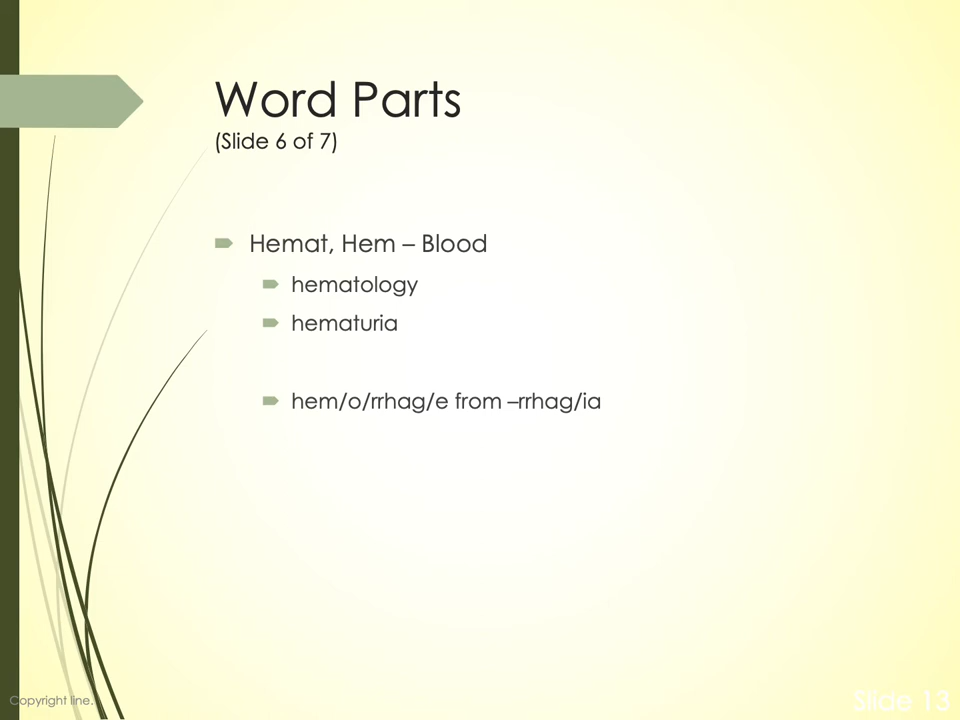 Word Parts
(Slide 6 of 7)
Hemat, Hem – Blood
hematology
hematuria
hem/o/rrhag/e from –rrhag/ia
Copyright line.
Slide 13